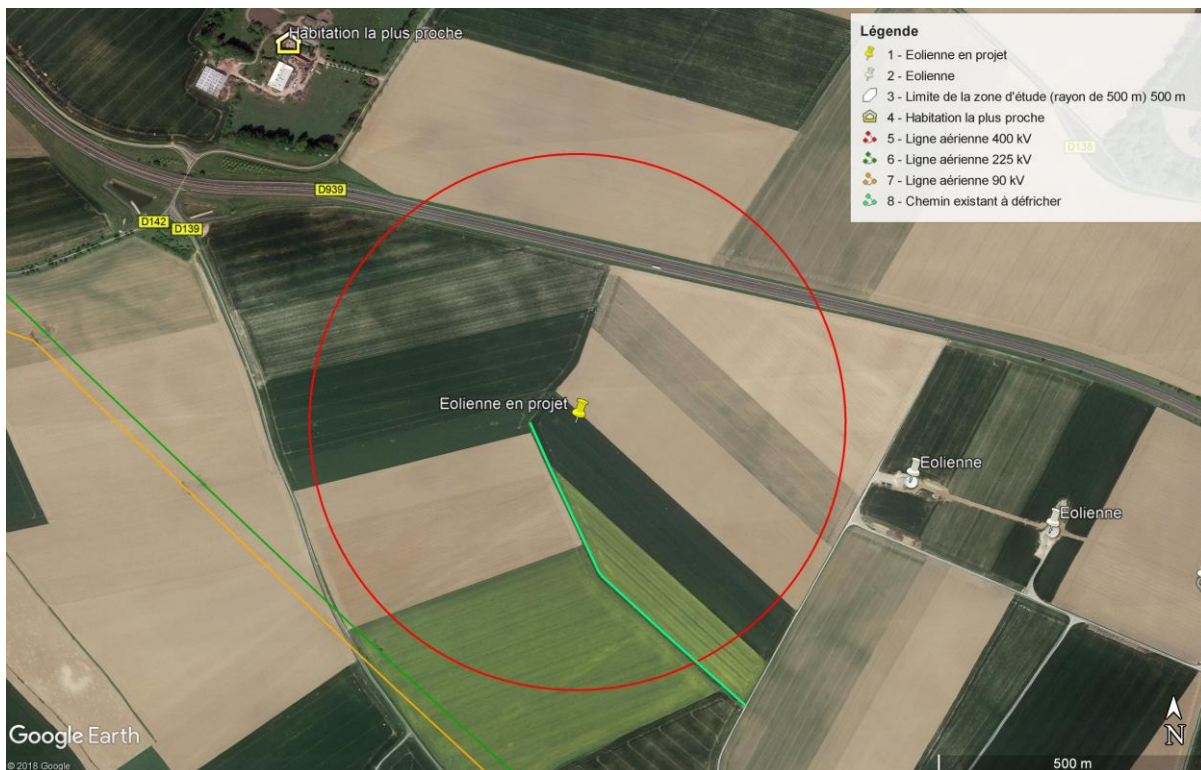 Habitation la plus proche
Légende
1 - Eolienne en projet
2 - Eolienne
3 - Limite de la zone d'étude (rayon de 500 m) 500 m
4 - Habitation la plus proche
5 - Ligne aérienne 400 kV
6 - Ligne aérienne 225 kV
7 - Ligne aérienne 90 kV
8 - Chemin existant à défricher
D138
D939
D142
D139
Eolienne en projet
Eolienne
Eolienne
N
Google Earth
© 2018 Google
500 m